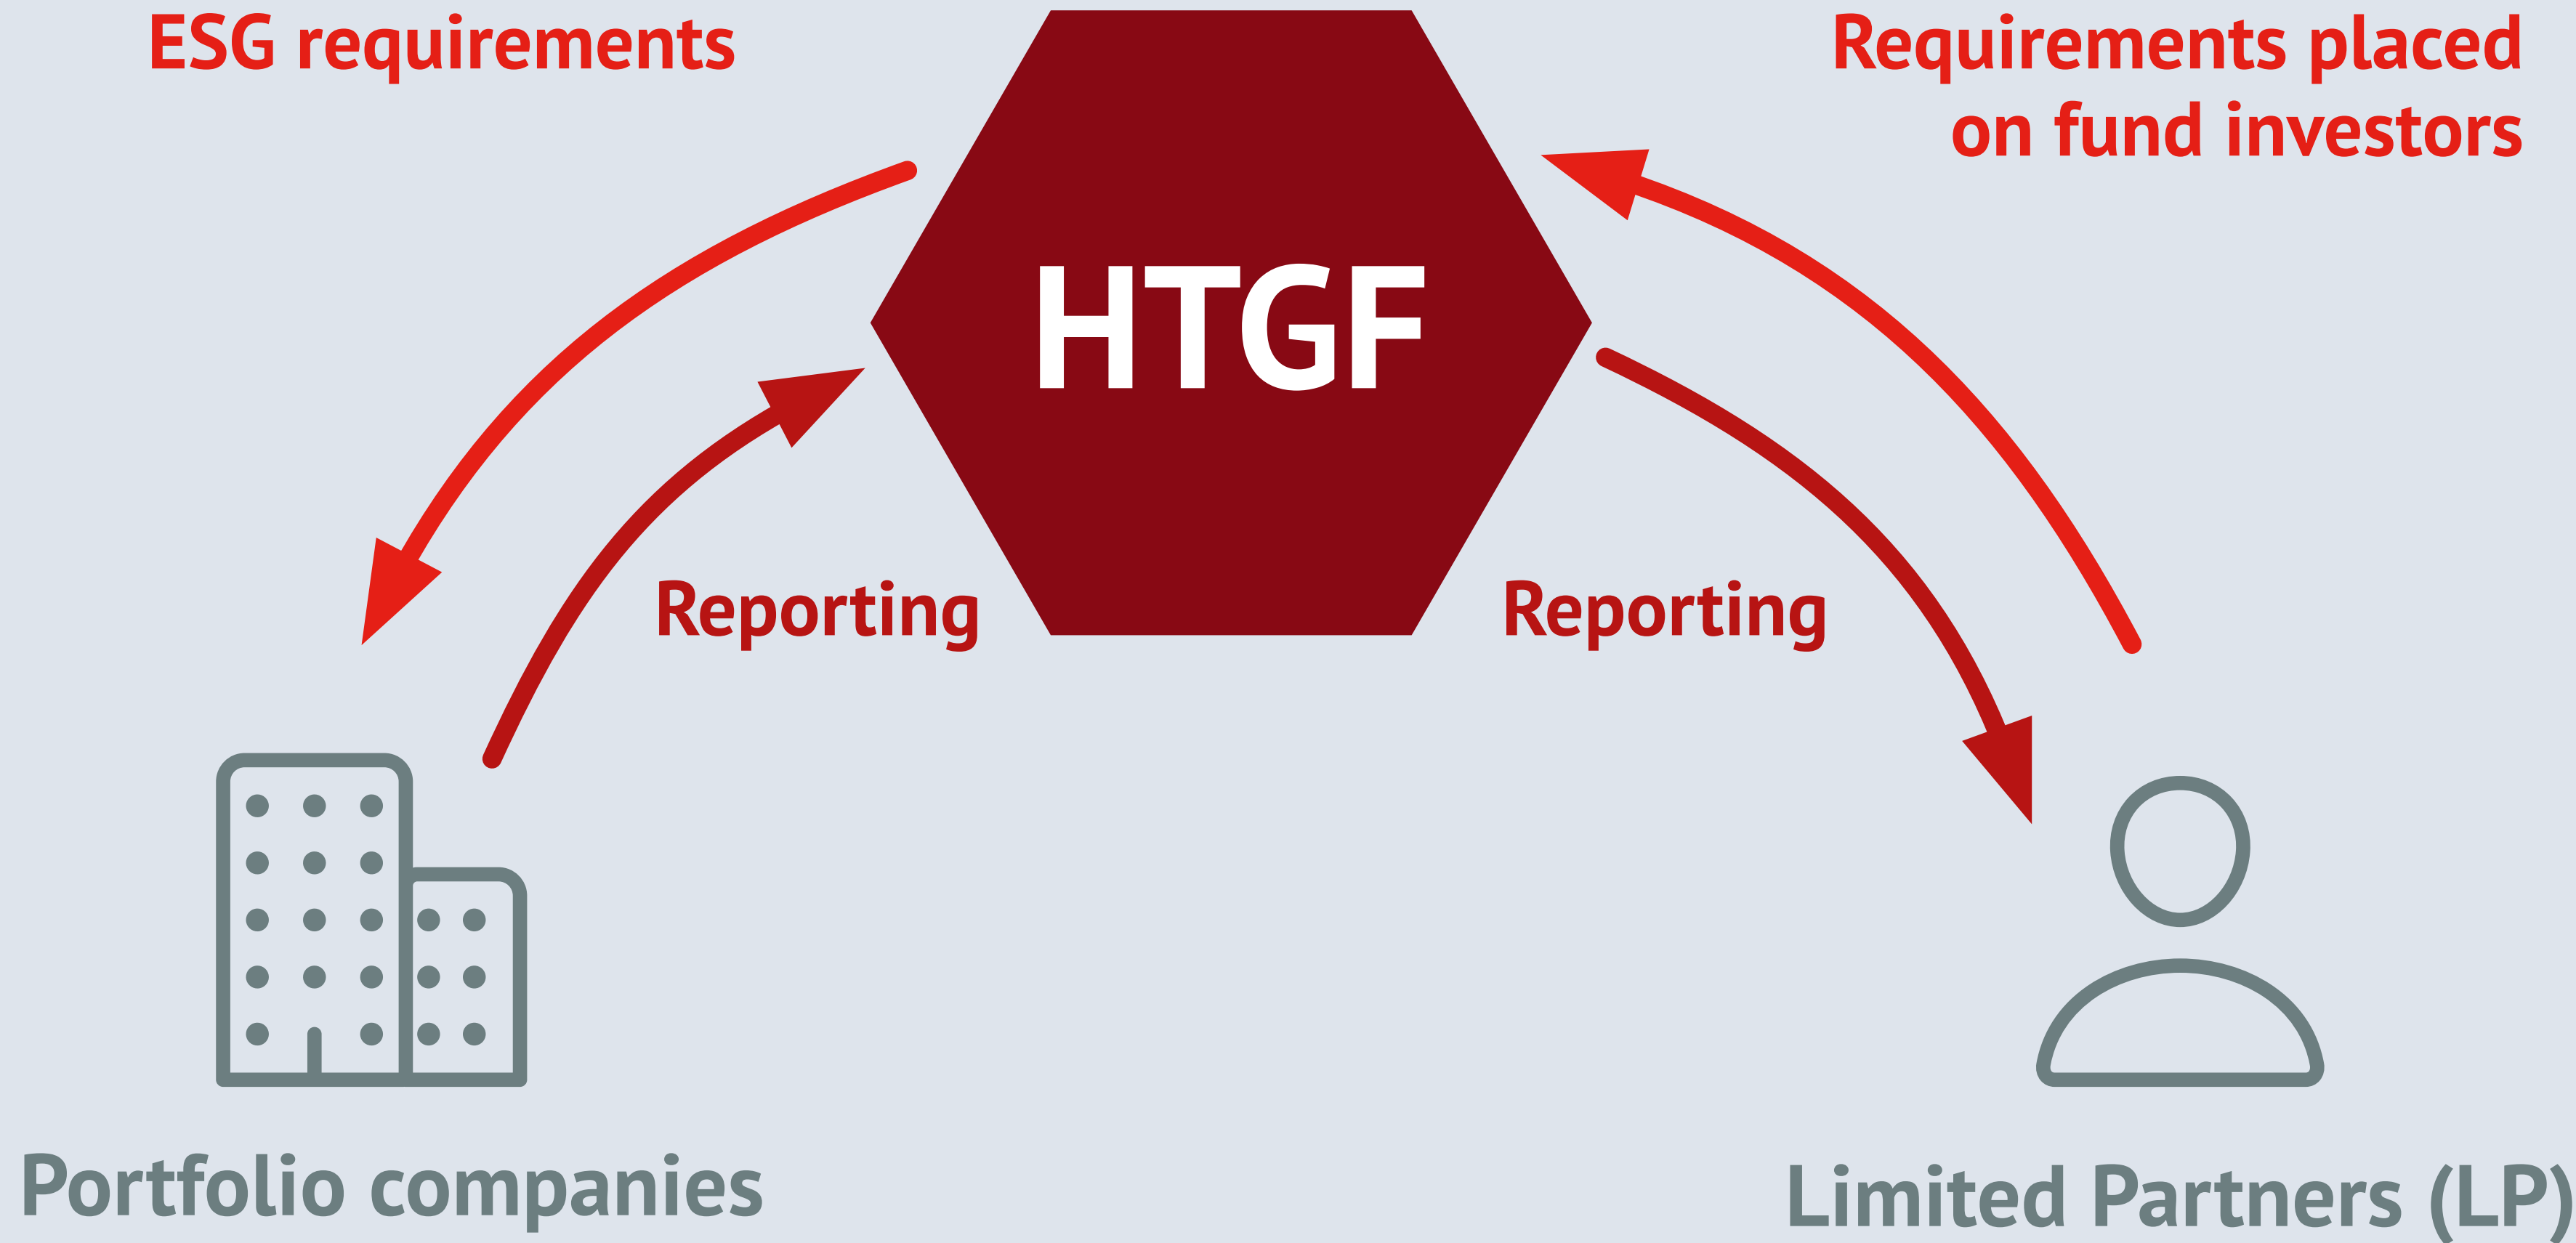 ESG requirements
Requirements placed
on fund investors
HTGF
Reporting
Reporting
Portfolio companies
Limited Partners (LP)